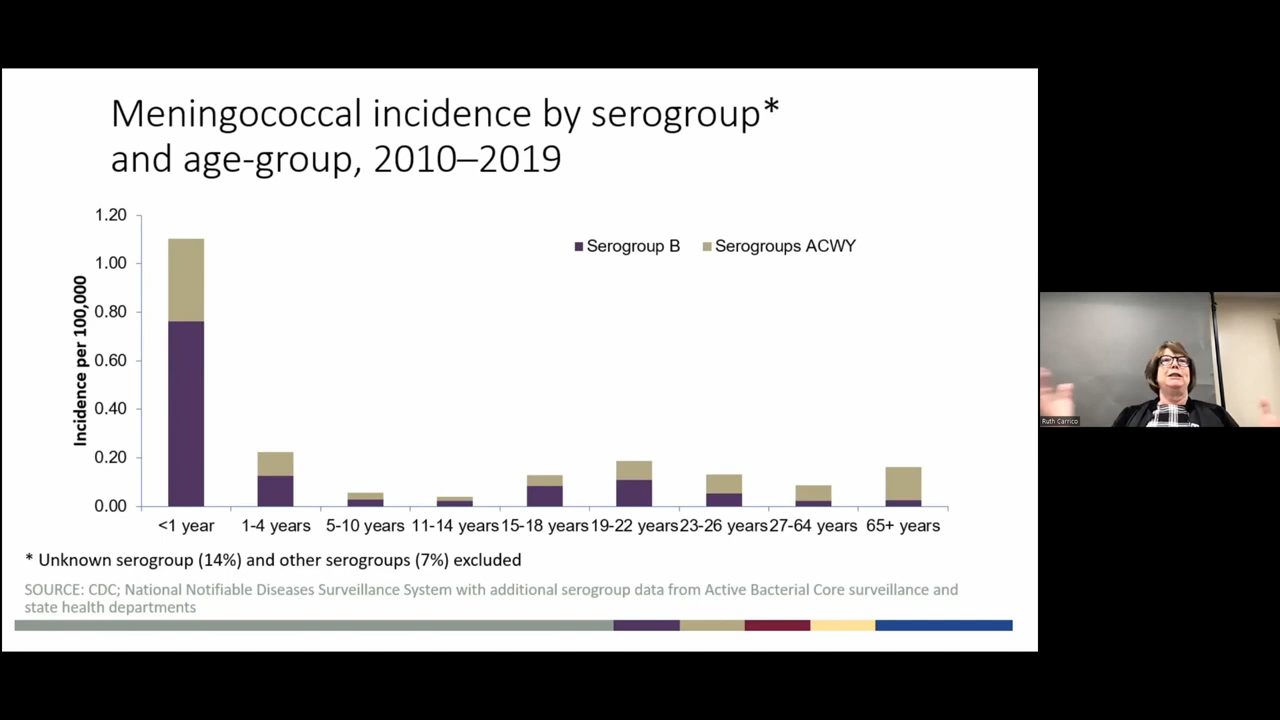 Meningococcal incidence by serogroup*
and age-group, 2010–2019
1.20
1.00
0.80
0.60
0.40
0.20
0.00
Incidence per 100,000
Serogroup B
Serogroups ACWY
<1 year
1-4 years
5-10 years
11-14 years
15-18 years
19-22 years
23-26 years
27-64 years
65+ years
* Unknown serogroup (14%) and other serogroups (7%) excluded
SOURCE: CDC; National Notifiable Diseases Surveillance System with additional serogroup data from Active Bacterial Core surveillance and
state health departments
Ruth Carrico